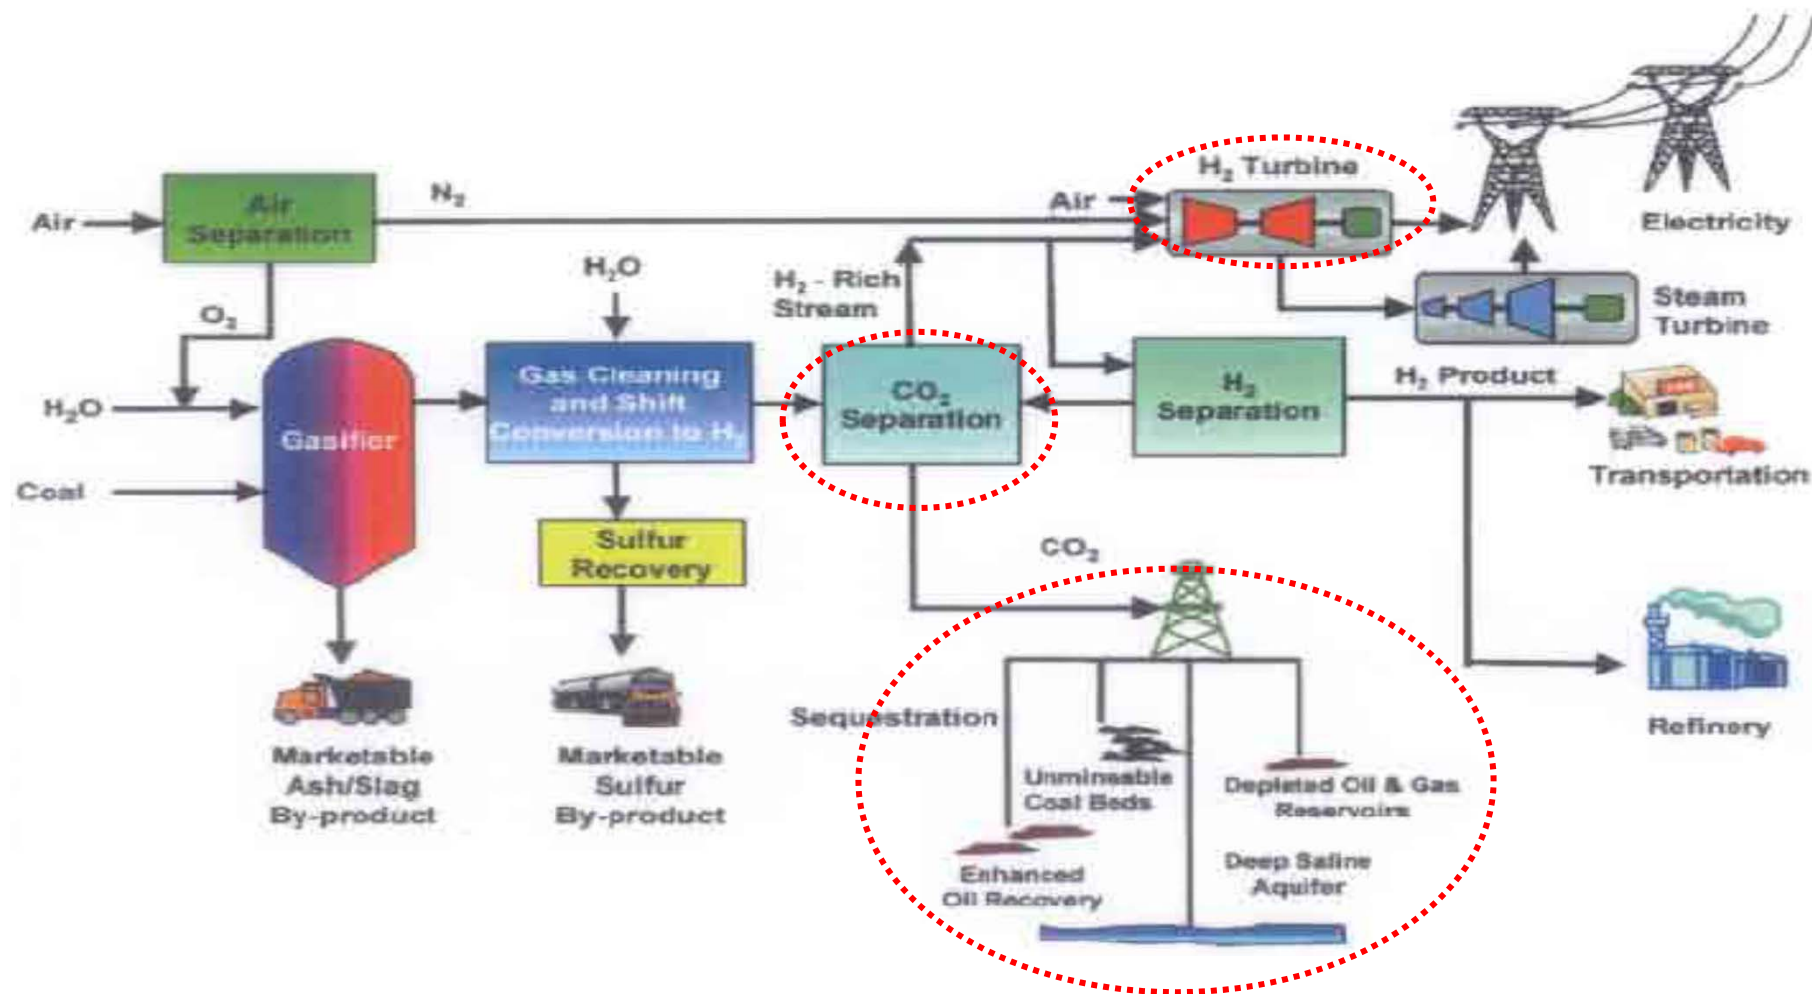 H₂ Turbine
Air
Separation
N₂
Air
Air
Electricity
H₂O
H₂ - Rich
Stream
Steam
Turbine
O₂
Gas Cleaning
and Shift
Conversion to H₂
CO₂
Separation
H₂
Separation
H₂ Product
H₂O
Gasifier
Transportation
Coal
Sulfur
Recovery
CO₂
Sequestration
Refinery
Marketable
Ash/Slag
By-product
Marketable
Sulfur
By-product
Unmineable
Coal Beds
Depleted Oil & Gas
Reservoirs
Enhanced
Oil Recovery
Deep Saline
Aquifer